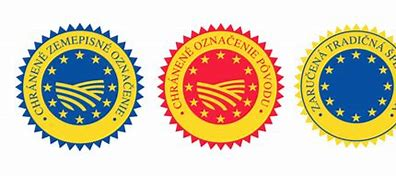 CHRÁNENÉ ZEMEPISNÉ OZNAČENIE
CHRÁNENÉ OZNAČENIE PÔVODU
ZARUČENÁ TRADIČNÁ